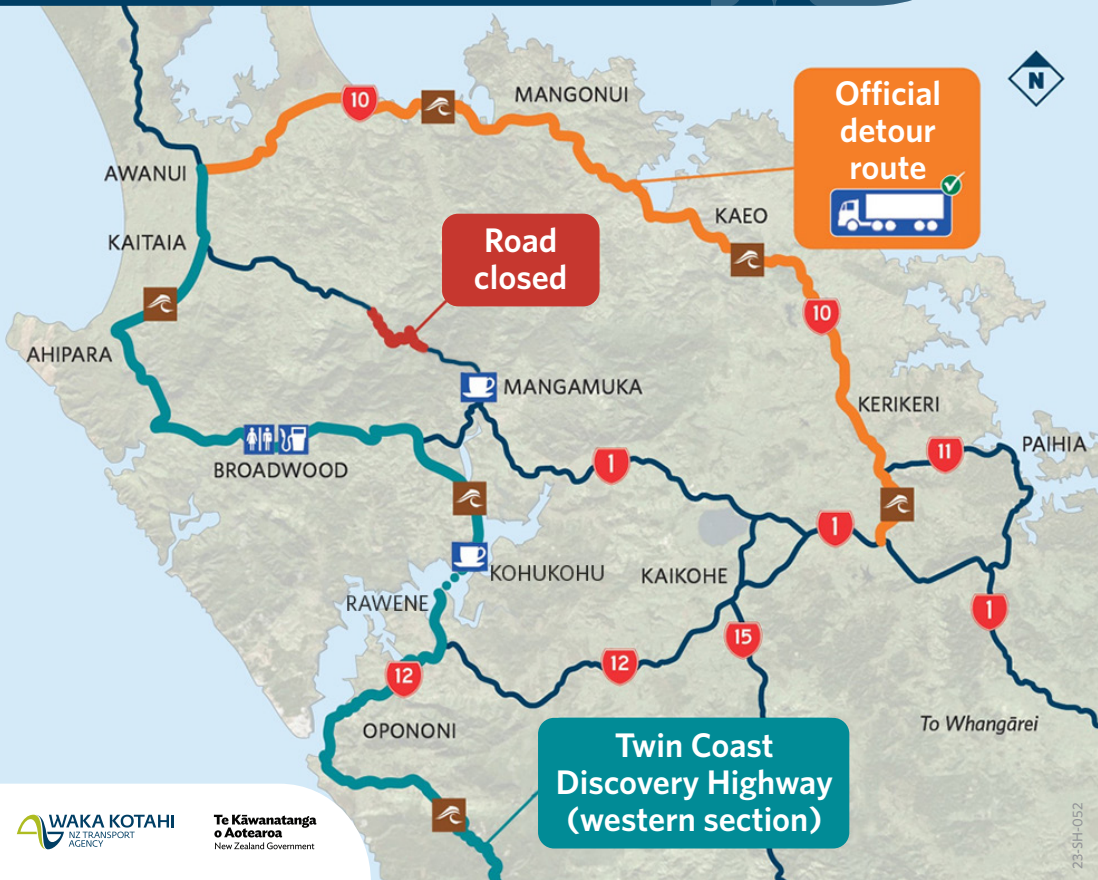 N
Official
detour
route
10
MANGONUI
AWANUI
KAEO
KAITAIA
Road
closed
10
AHIPARA
MANGAMUKA
KERIKERI
BROADWOOD
1
11
PAIHIA
1
KOHUKOHU
KAIKOHE
RAWENE
1
15
12
12
OPONONI
To Whangārei
Twin Coast
Discovery Highway
(western section)
WAKA KOTAHI
NZ TRANSPORT
AGENCY
Te Kāwanatanga
o Aotearoa
New Zealand Government
23-SH-052